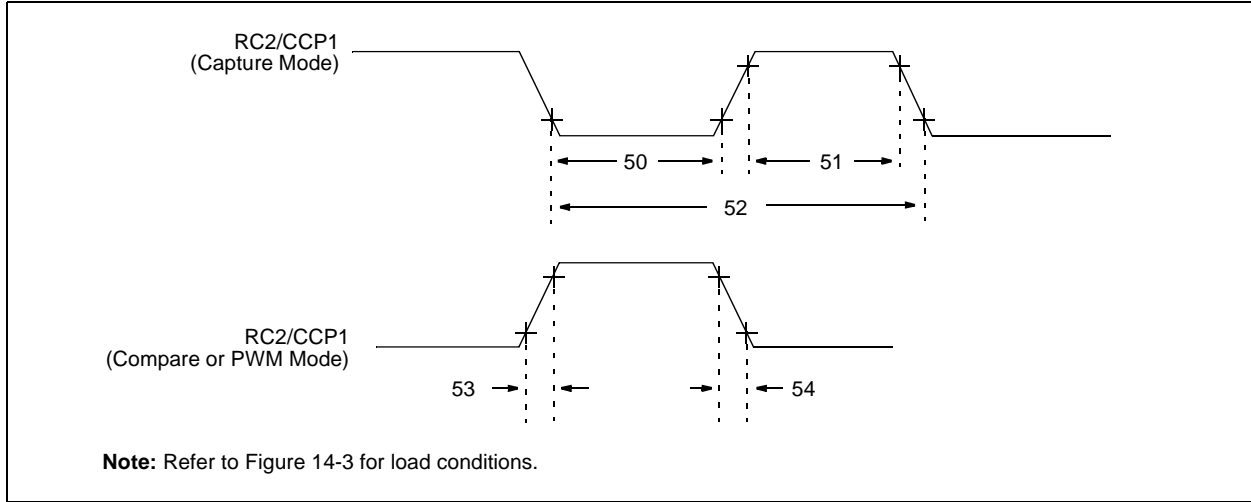 RC2/CCP1
(Capture Mode)
50
51
52
RC2/CCP1
(Compare or PWM Mode)
53
54
Note: Refer to Figure 14-3 for load conditions.